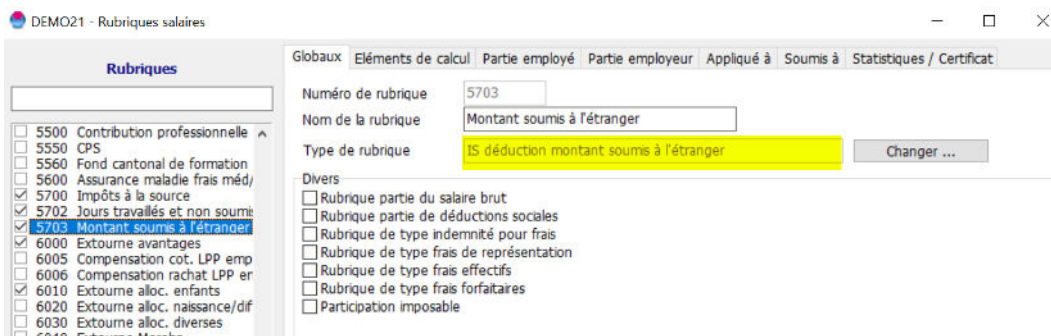 DEMO21 - Rubriques salaires
Rubriques
5500 Contribution professionnelle
5550 CPS
5560 Fond cantonal de formation
5600 Assurance maladie frais méd/
5700 Impôts à la source
5702 Jours travaillés et non soumis
5703 Montant soumis à l'étranger
6000 Extourne avantages
6005 Compensation cot. LPP emp
6006 Compensation rachat LPP en
6010 Extourne alloc. enfants
6020 Extourne alloc. naissance/dif
6030 Extourne alloc. diverses
Globaux Eléments de calcul Partie employé Partie employeur Appliqué à Soumis à Statistiques / Certificat
Numéro de rubrique 5703
Nom de la rubrique Montant soumis à l'étranger
Type de rubrique IS déduction montant soumis à l'étranger Changer ...
Divers
Rubrique partie du salaire brut
Rubrique partie de déductions sociales
Rubrique de type indemnité pour frais
Rubrique de type frais de représentation
Rubrique de type frais effectifs
Rubrique de type frais forfaitaires
Participation imposable